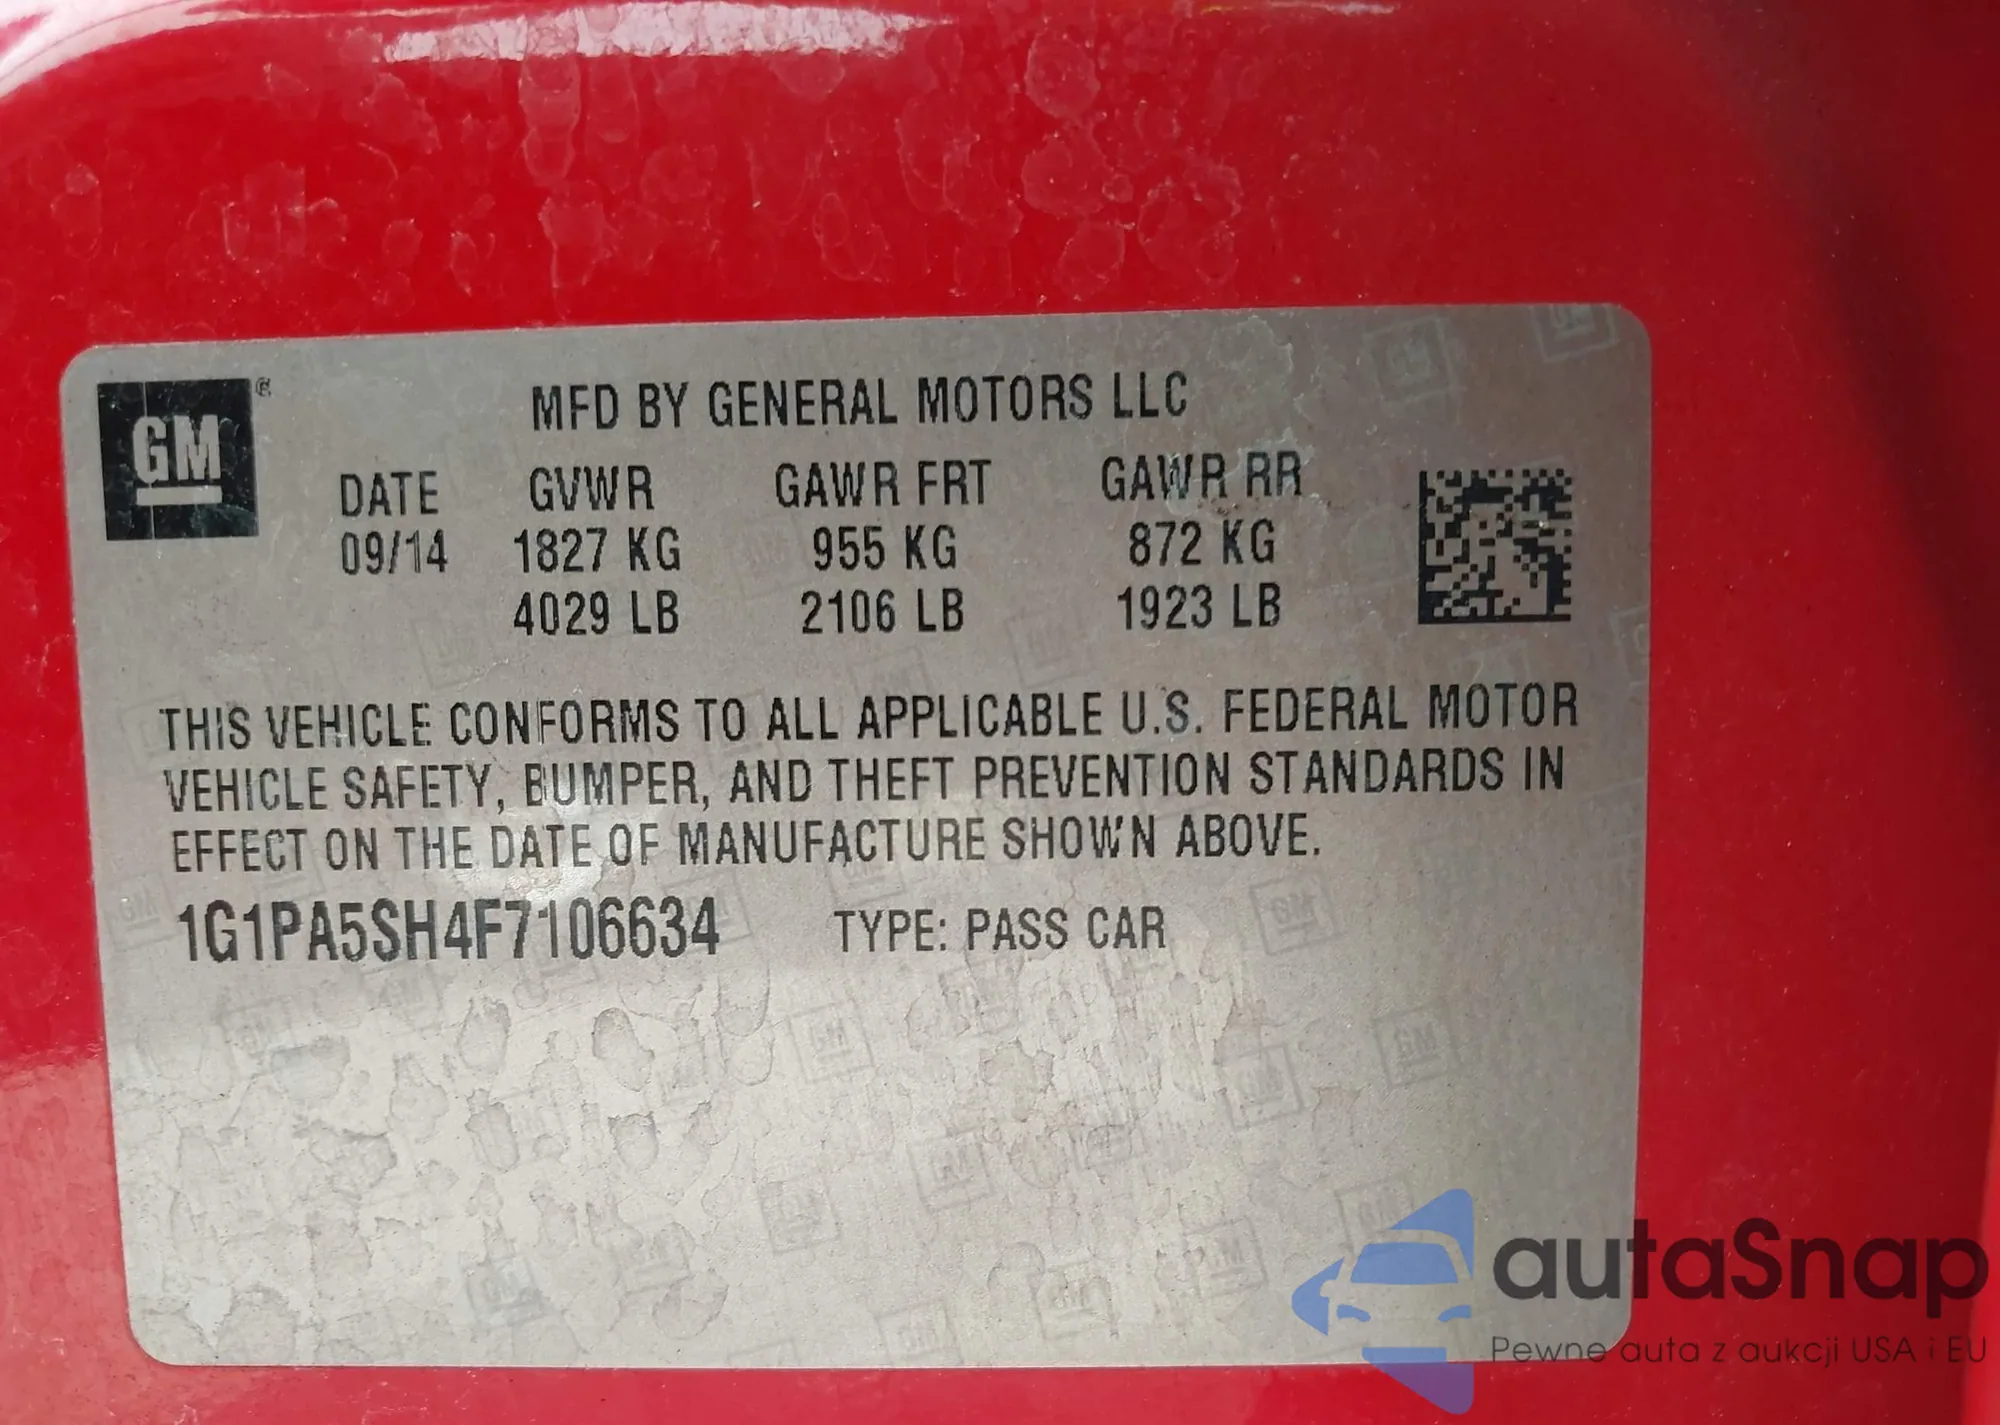 GM®
MFD BY GENERAL MOTORS LLC
DATE GVWR GAWR FRT GAWR RR
09/14 1827 KG 955 KG 872 KG
4029 LB 2106 LB 1923 LB
THIS VEHICLE CONFORMS TO ALL APPLICABLE U.S. FEDERAL MOTOR
VEHICLE SAFETY, BUMPER, AND THEFT PREVENTION STANDARDS IN
EFFECT ON THE DATE OF MANUFACTURE SHOWN ABOVE.
1G1PA5SH4F7106634 TYPE: PASS CAR
autaSnap
Pewne auta z aukcji USA i EU